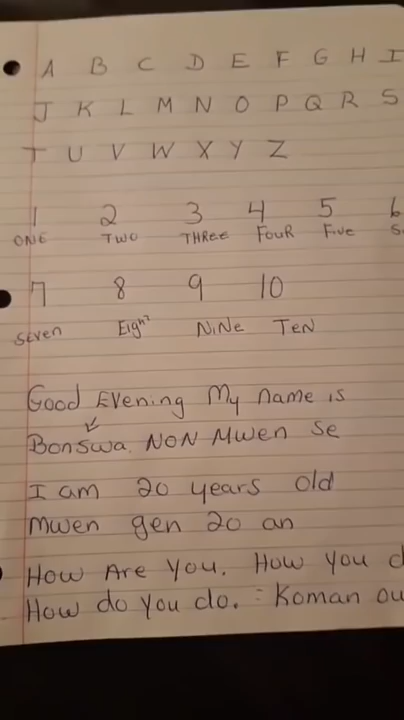 A B C D E F G H I
J K L M N O P Q R S
T U V W X Y Z
1 2 3 4 5 6
ONE TWO THREE FOUR FIVE
7 8 9 10
SEVEN Eight NINE TEN
Good Evening My name is
Bonswa. NON Mwen se
I am 20 years old
Mwen gen 20 an
How Are You. How you
How do you do. = Koman ou